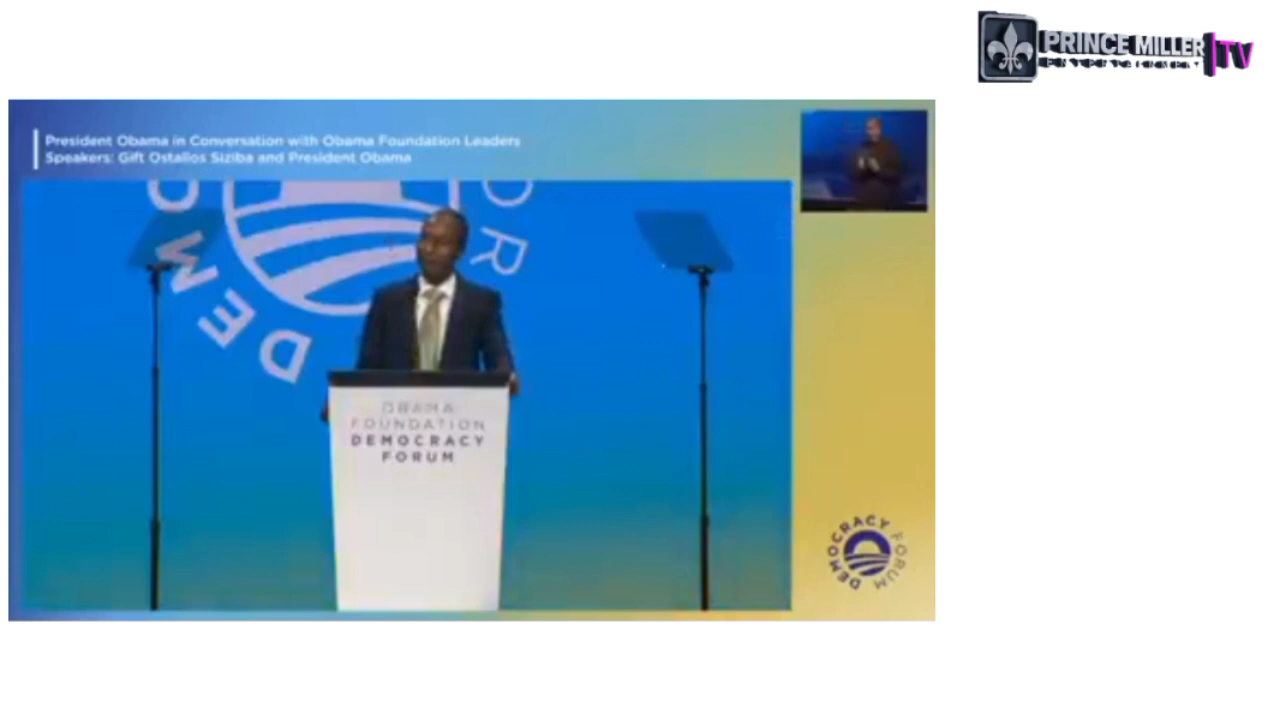 PRINCE MILLER TV
ENTERTAINMENT
President Obama in Conversation with Obama Foundation Leaders
Speakers: Gift Ostallos Siziba and President Obama
DEM
OR
OBAMA
FOUNDATION
DEMOCRACY
FORUM
DEMOCRACY FORUM